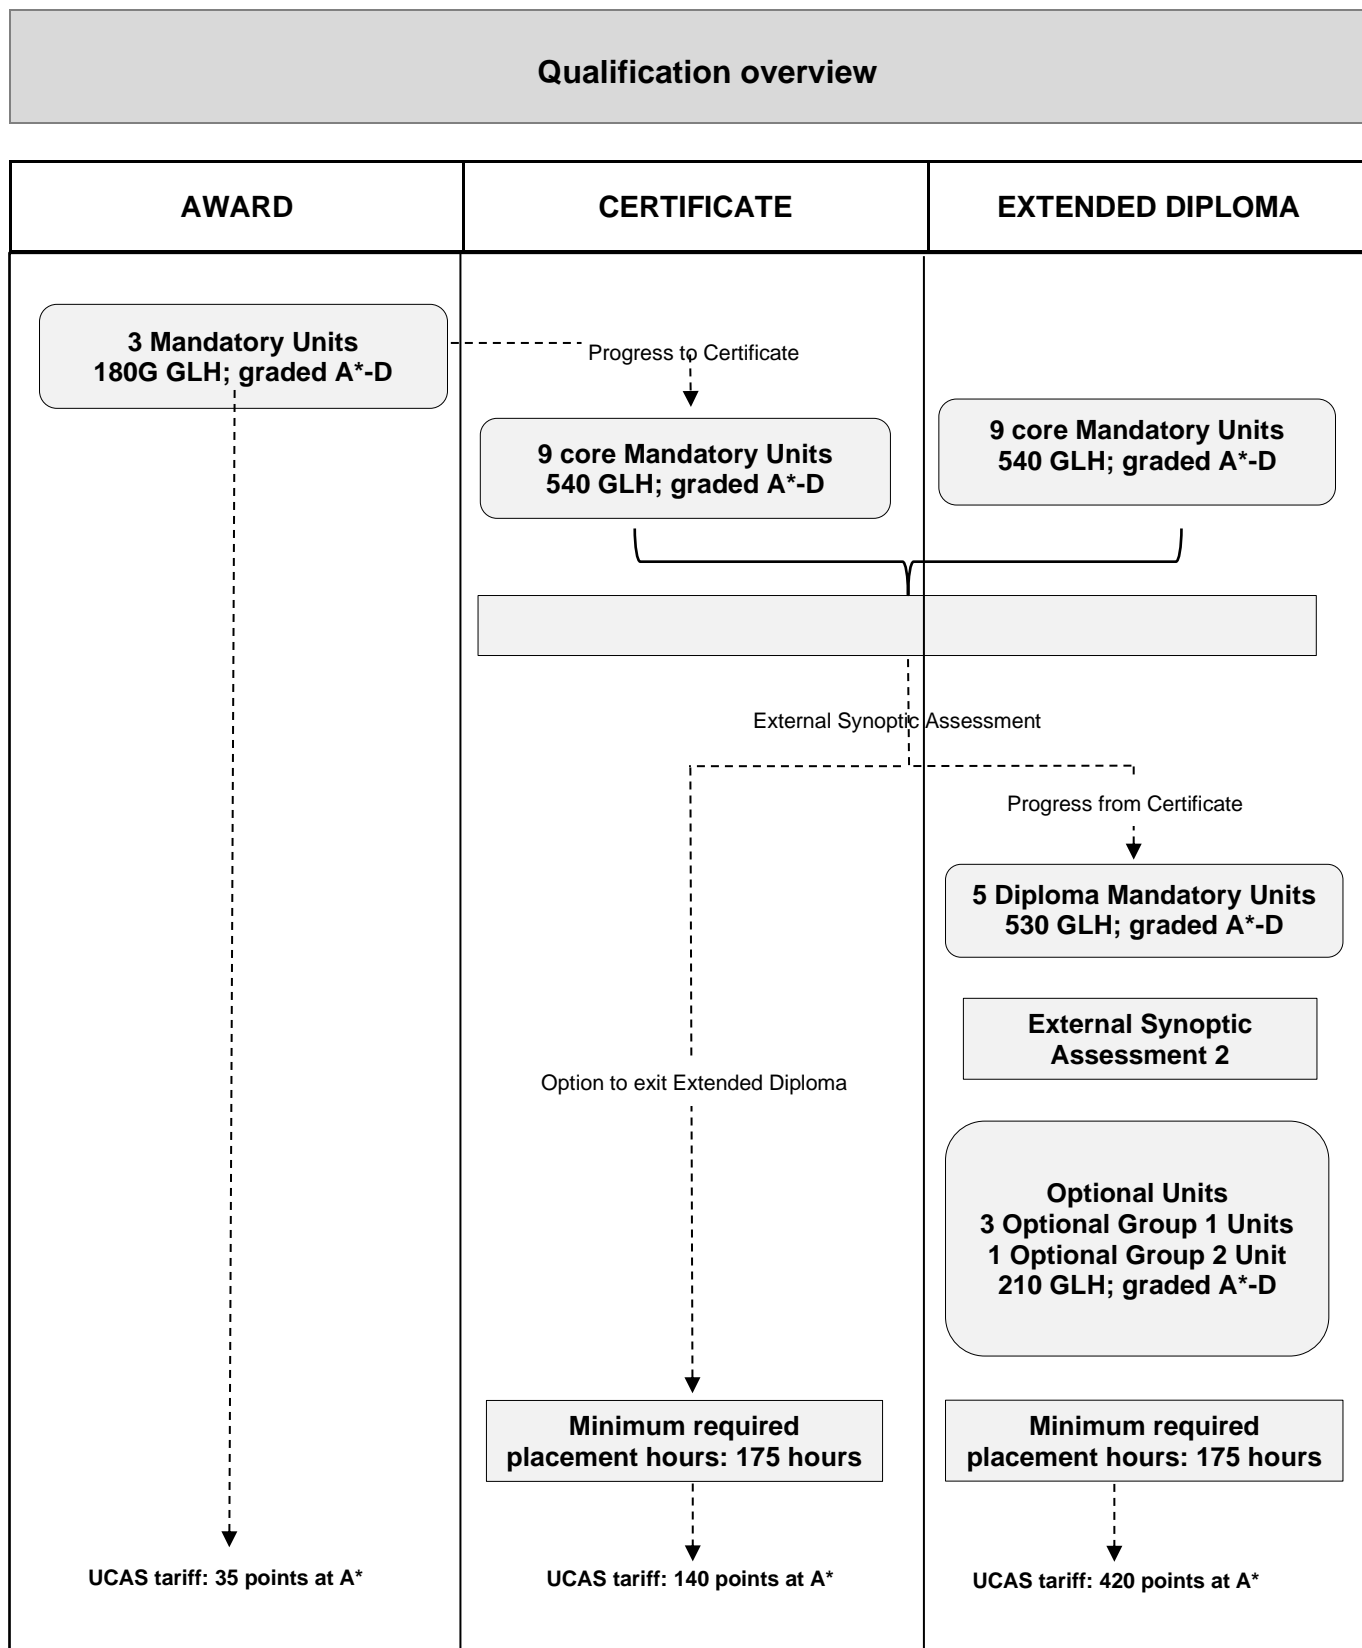 Qualification overview
AWARD
CERTIFICATE
EXTENDED DIPLOMA
3 Mandatory Units
180G GLH; graded A*-D
Progress to Certificate
9 core Mandatory Units
540 GLH; graded A*-D
9 core Mandatory Units
540 GLH; graded A*-D
External Synoptic Assessment
Progress from Certificate
5 Diploma Mandatory Units
530 GLH; graded A*-D
External Synoptic
Assessment 2
Option to exit Extended Diploma
Optional Units
3 Optional Group 1 Units
1 Optional Group 2 Unit
210 GLH; graded A*-D
Minimum required
placement hours: 175 hours
Minimum required
placement hours: 175 hours
UCAS tariff: 35 points at A*
UCAS tariff: 140 points at A*
UCAS tariff: 420 points at A*